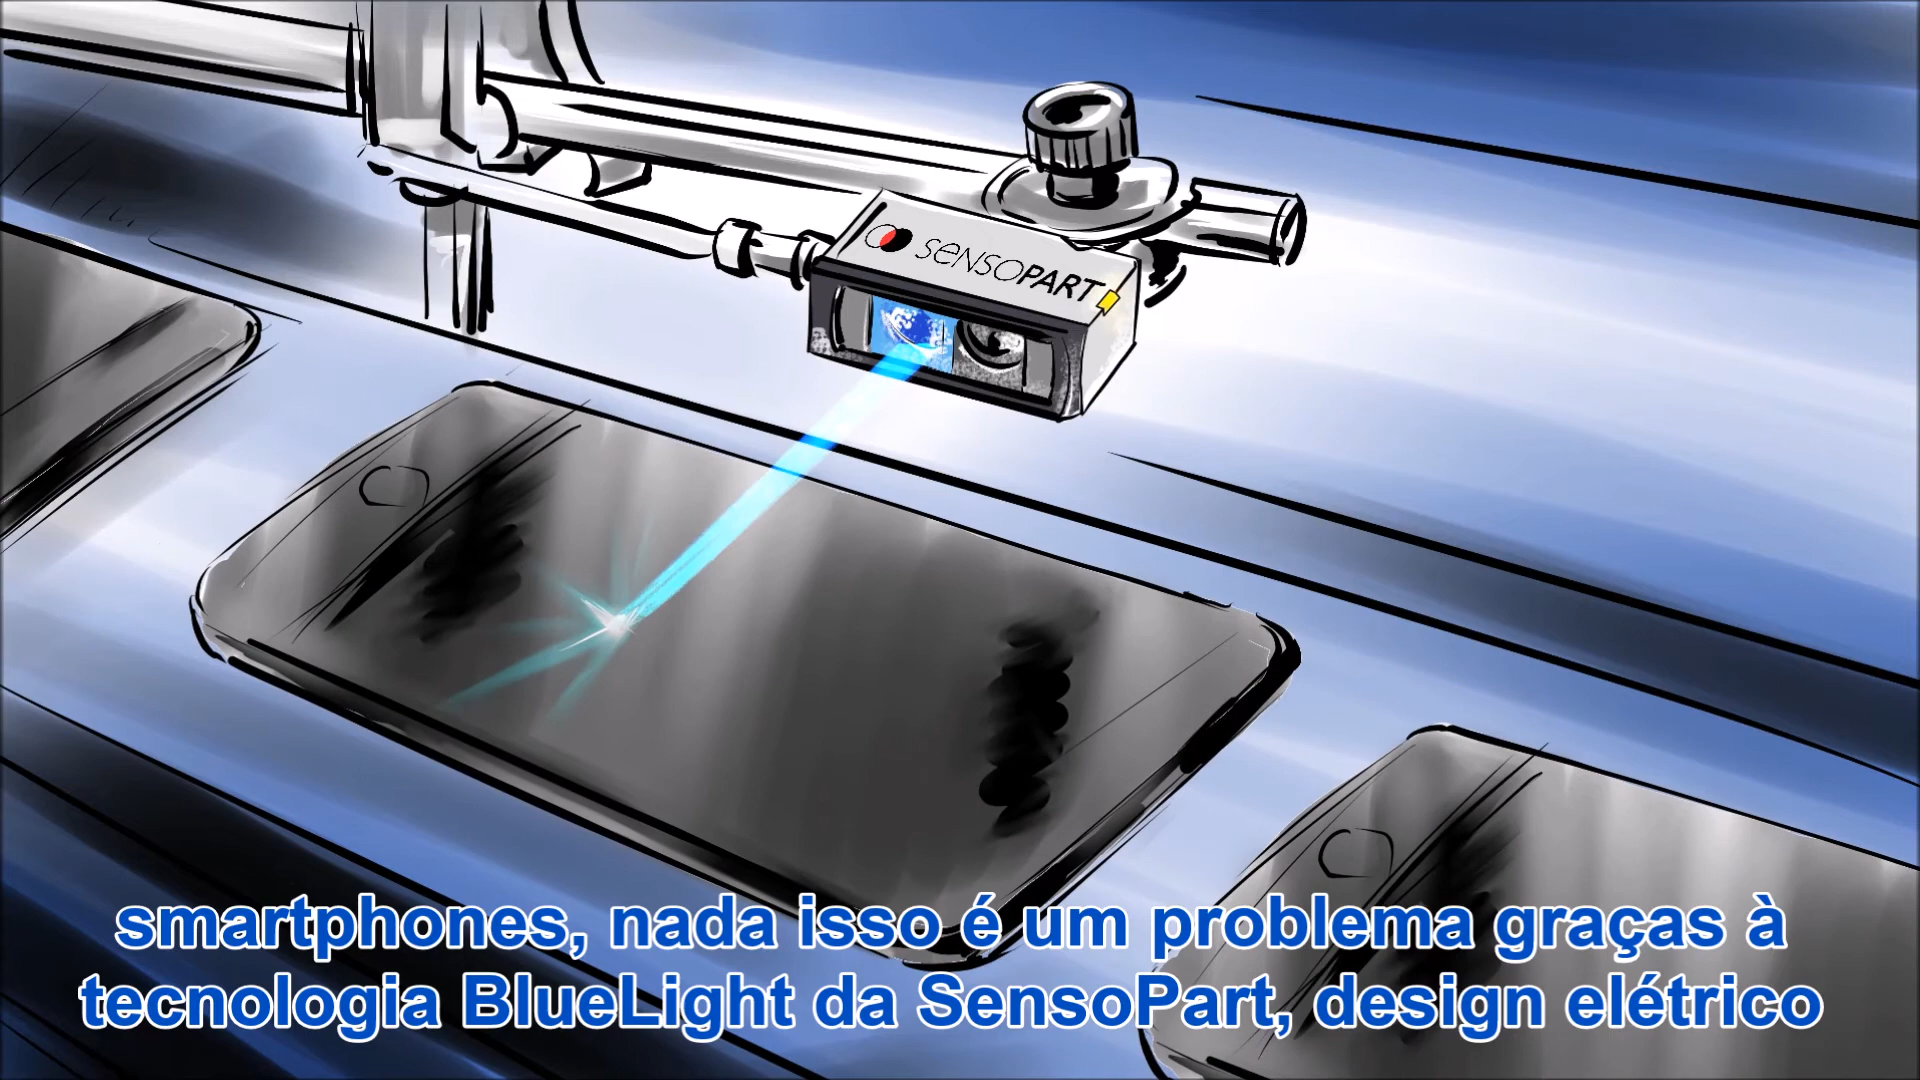 SENSOPART
smartphones, nada isso é um problema graças à
tecnologia BlueLight da SensoPart, design elétrico